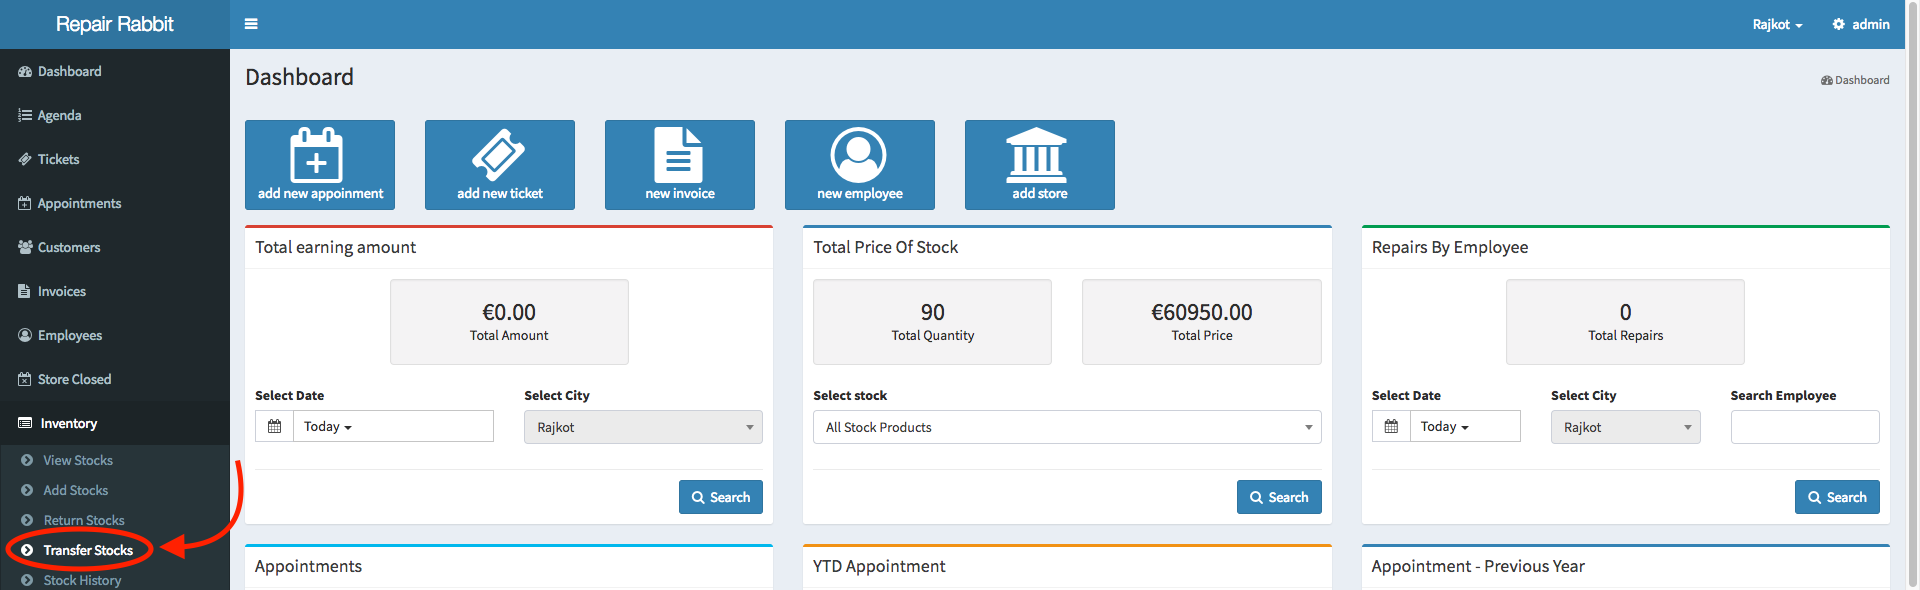 Repair Rabbit
Rajkot
admin
Dashboard
Agenda
Tickets
Appointments
Customers
Invoices
Employees
Store Closed
Inventory
View Stocks
Add Stocks
Return Stocks
Transfer Stocks
Stock History
Dashboard
Dashboard
add new appoinment
add new ticket
new invoice
new employee
add store
Total earning amount
€0.00
Total Amount
Select Date
Select City
Today
Rajkot
Search
Total Price Of Stock
90
Total Quantity
€60950.00
Total Price
Select stock
All Stock Products
Search
Repairs By Employee
0
Total Repairs
Select Date
Select City
Search Employee
Today
Rajkot
Search
Appointments
YTD Appointment
Appointment - Previous Year